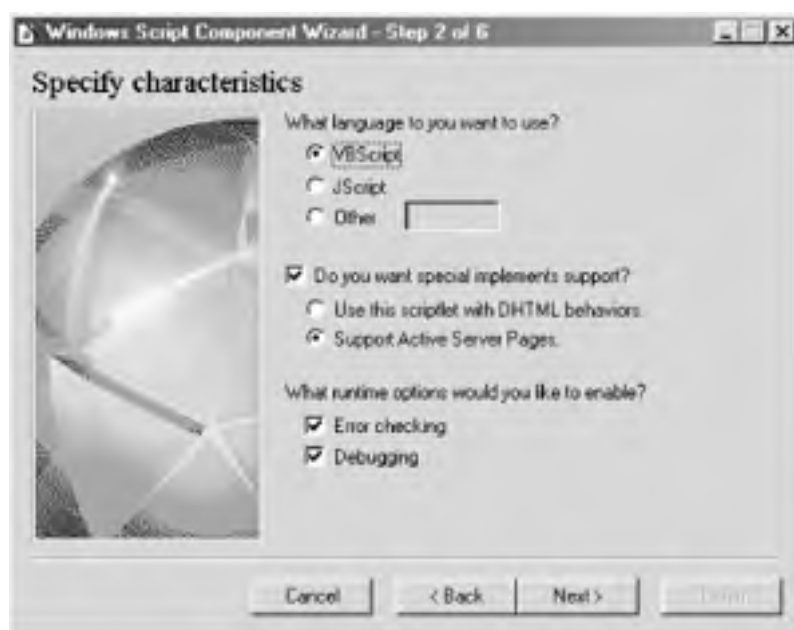 Windows Script Component Wizard - Step 2 of 6
Specify characteristics
What language to you want to use?
VBScript
JScript
Other
Do you want special implements support?
Use this scriptlet with DHTML behaviors.
Support Active Server Pages.
What runtime options would you like to enable?
Error checking
Debugging
Cancel
< Back
Next >